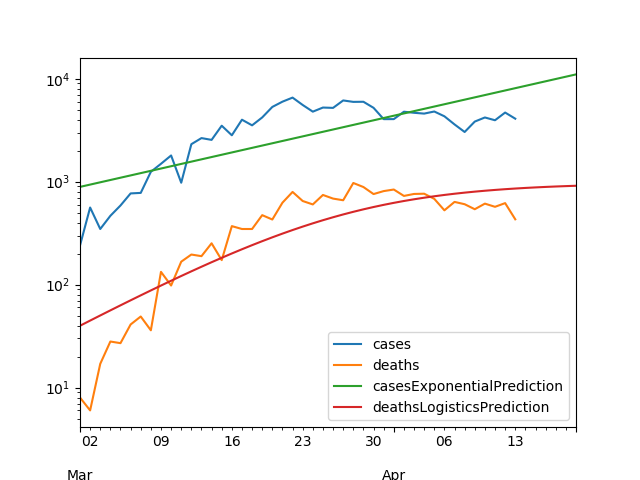 10⁴
10³
10²
10¹
cases
deaths
casesExponentialPrediction
deathsLogisticsPrediction
02 09 16 23 30 06 13
Mar Apr